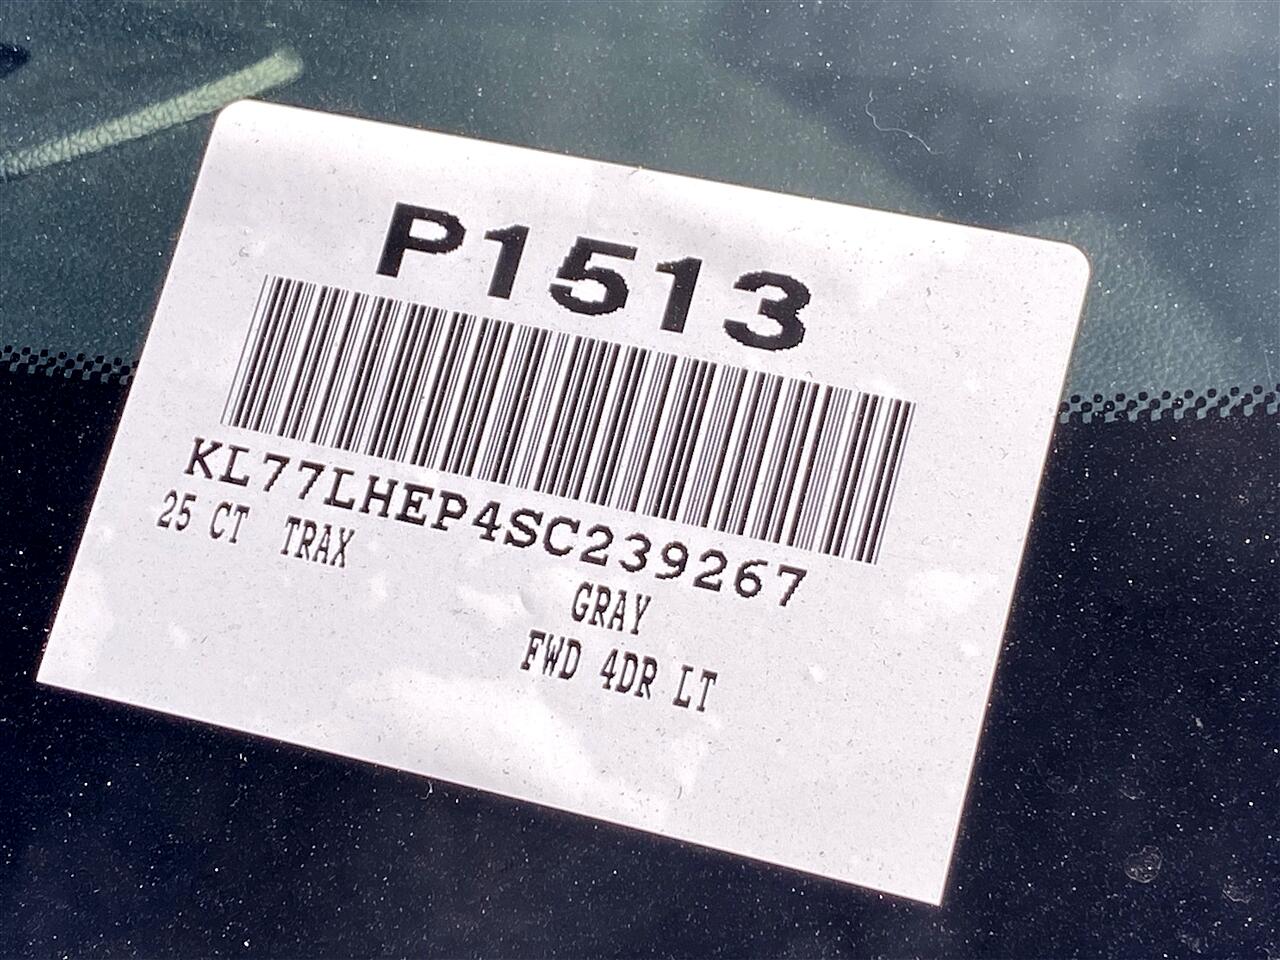 P1513
KL77LHEP4SC239267
25 CT TRAX
GRAY
FWD 4DR LT